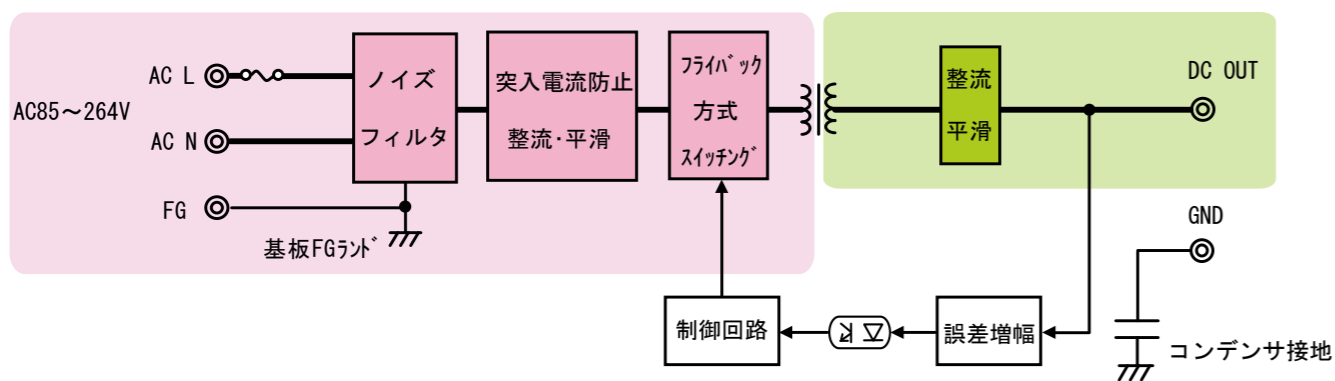 AC85～264V
AC L
AC N
FG
ノイズ
フィルタ
基板FGﾗﾝﾄﾞ
突入電流防止
整流･平滑
ﾌﾗｲﾊﾞｯｸ
方式
ｽｲｯﾁﾝｸﾞ
整流
平滑
DC OUT
GND
制御回路
誤差増幅
コンデンサ接地